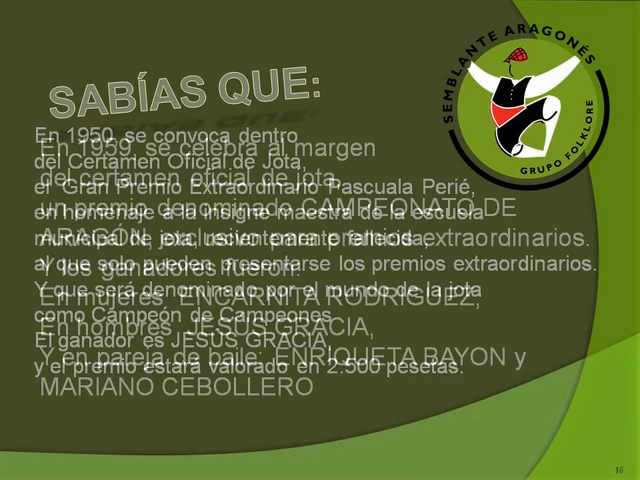 SABÍAS QUE:
SEMBLANTE ARAGONÉS
GRUPO FOLKLORE
En 1950, se convoca dentro
del Certamen Oficial de Jota,
el Gran Premio Extraordinario Pascuala Perié,
en homenaje a la insigne maestra de la escuela
municipal de jota, recientemente fallecida,
al que solo pueden presentarse los premios extraordinarios.
Y que será denominado por el mundo de la jota
como Campeón de Campeones
El ganador es JESUS GRACIA,
y el premio estará valorado en 2.500 pesetas.
En 1959, se celebra al margen
del certamen oficial de jota,
un premio denominado CAMPEONATO DE
ARAGÓN, exclusivo para premios extraordinarios.
Y los ganadores fueron:
En mujeres ENCARNITA RODRIGUEZ,
En hombres JESUS GRACIA,
Y en pareja de baile: ENRIQUETA BAYON y
MARIANO CEBOLLERO
16